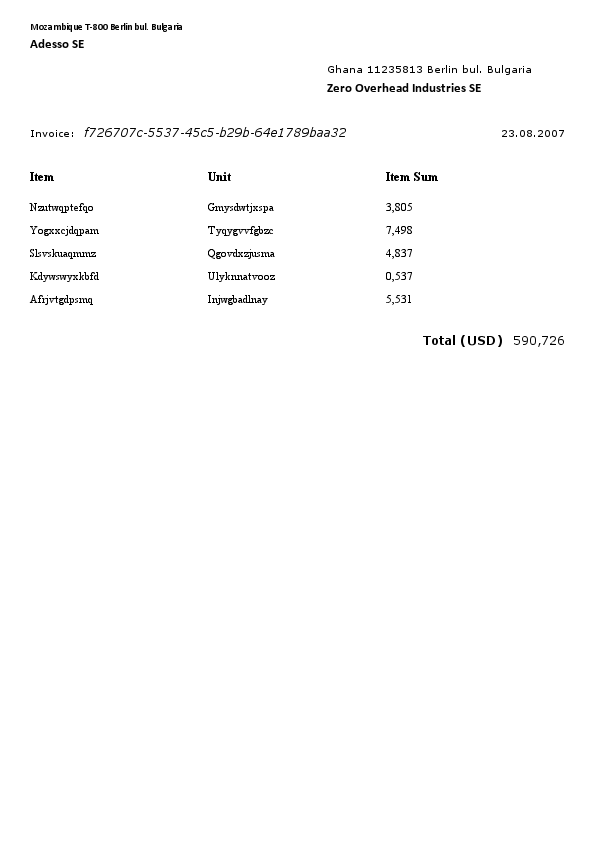 Mozambique T-800 Berlin bul. Bulgaria
Adesso SE
Ghana 11235813 Berlin bul. Bulgaria
Zero Overhead Industries SE
Invoice: f726707c-5537-45c5-b29b-64e1789baa32 23.08.2007
Item Unit Item Sum
Nzutwqptefqo Gmysdwtjxspa 3,805
Yogxxcjdqpam Tyqygvvfgbzc 7,498
Slsvskuaqmmz Qgovdxzjusma 4,837
Kdywswyxkbfd Ulyknnatvooz 0,537
Afrjvtgdpsmq Injwgbadlnay 5,531
Total (USD) 590,726